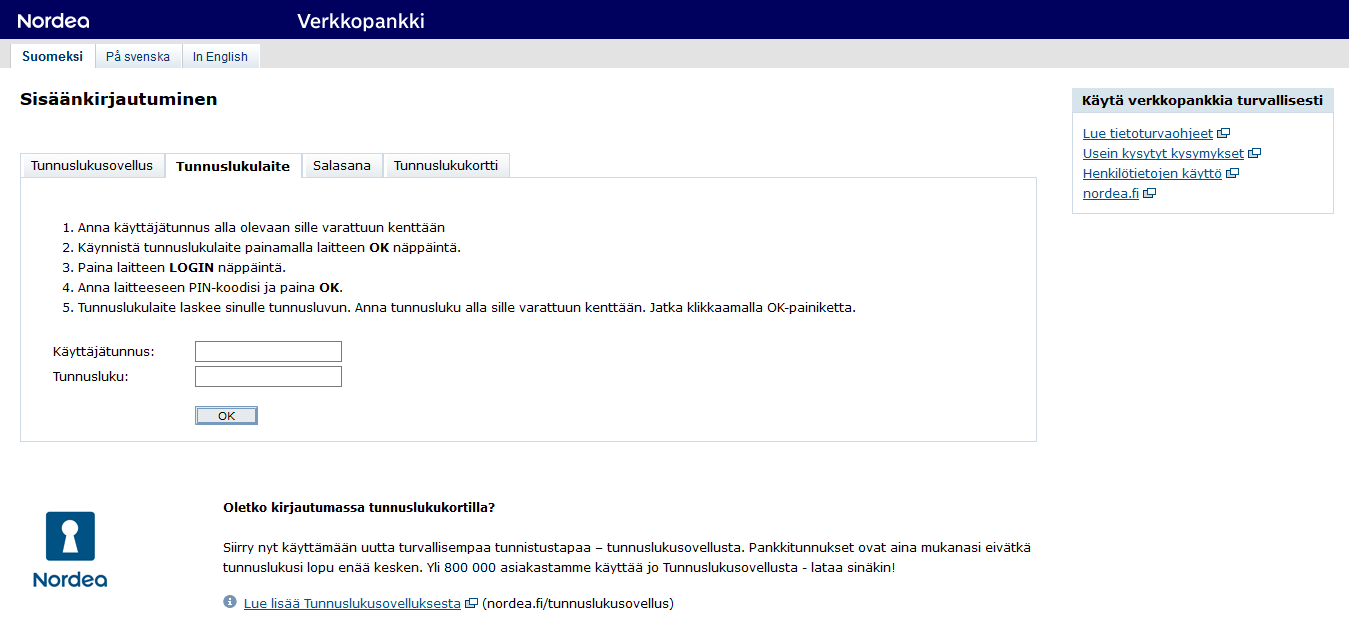 Nordea
Verkkopankki
Suomeksi
På svenska
In English
Sisäänkirjautuminen
Tunnuslukusovellus
Tunnuslukulaite
Salasana
Tunnuslukukortti
1. Anna käyttäjätunnus alla olevaan sille varattuun kenttään
2. Käynnistä tunnuslukulaite painamalla laitteen OK näppäintä.
3. Paina laitteen LOGIN näppäintä.
4. Anna laitteeseen PIN-koodisi ja paina OK.
5. Tunnuslukulaite laskee sinulle tunnusluvun. Anna tunnusluku alla sille varattuun kenttään. Jatka klikkaamalla OK-painiketta.
Käyttäjätunnus:
Tunnusluku:
OK
Käytä verkkopankkia turvallisesti
Lue tietoturvaohjeet
Usein kysytyt kysymykset
Henkilötietojen käyttö
nordea.fi
Nordea
Oletko kirjautumassa tunnuslukukortilla?
Siirry nyt käyttämään uutta turvallisempaa tunnistustapaa – tunnuslukusovellusta. Pankkitunnukset ovat aina mukanasi eivätkä
tunnuslukusi lopu enää kesken. Yli 800 000 asiakastamme käyttää jo Tunnuslukusovellusta - lataa sinäkin!
Lue lisää Tunnuslukusovelluksesta (nordea.fi/tunnuslukusovellus)